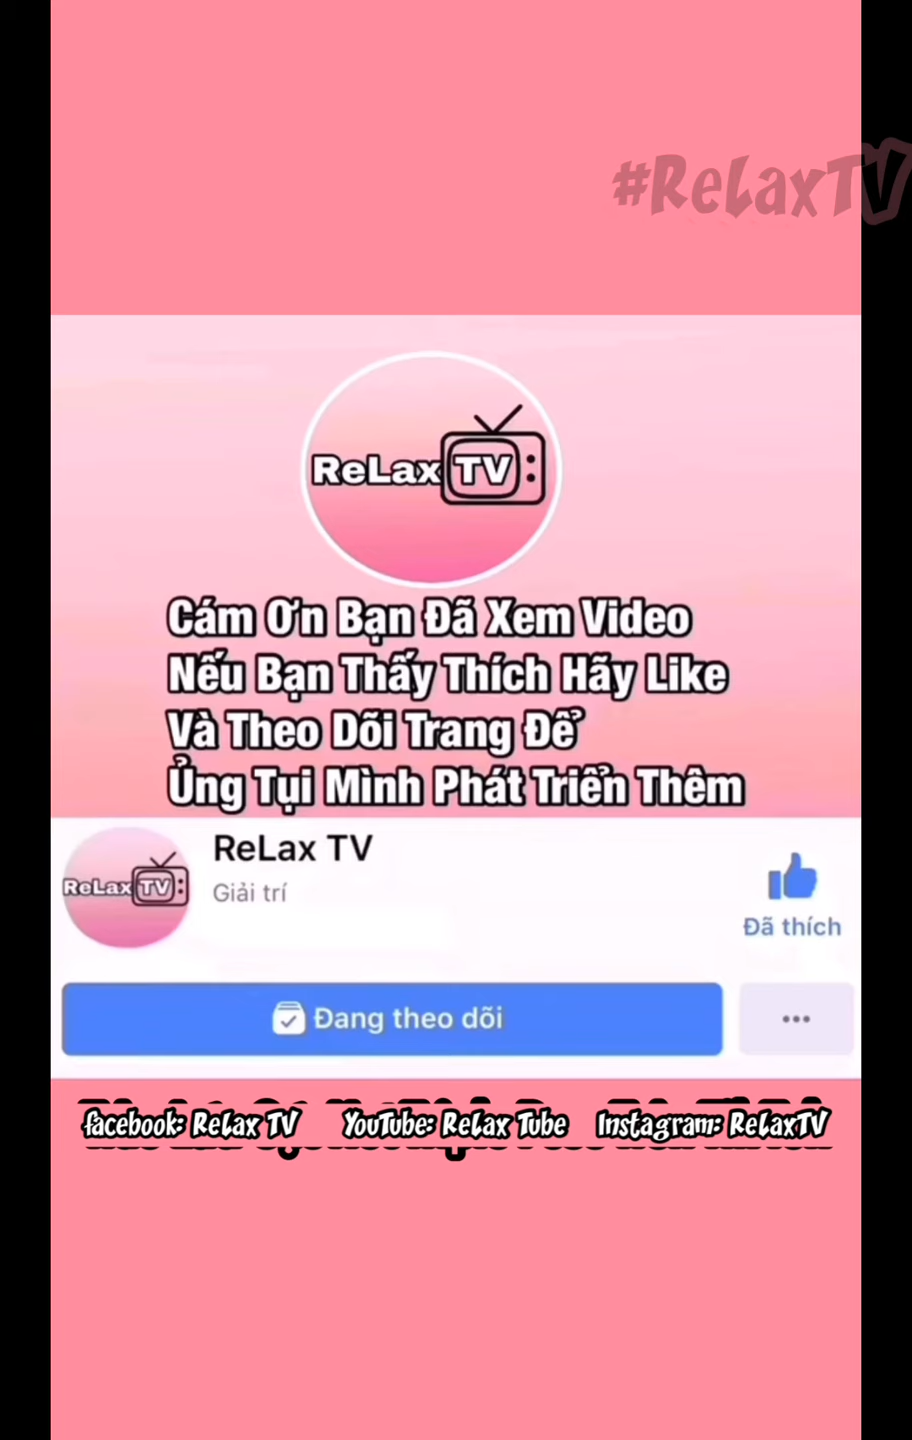 #ReLaxTV
ReLax TV
Cám Ơn Bạn Đã Xem Video
Nếu Bạn Thấy Thích Hãy Like
Và Theo Dõi Trang Để
Ủng Tụi Mình Phát Triển Thêm
ReLax TV
ReLax TV
Giải trí
Đã thích
Đang theo dõi
facebook: ReLax TV YouTube: ReLax Tube Instagram: ReLaxTV